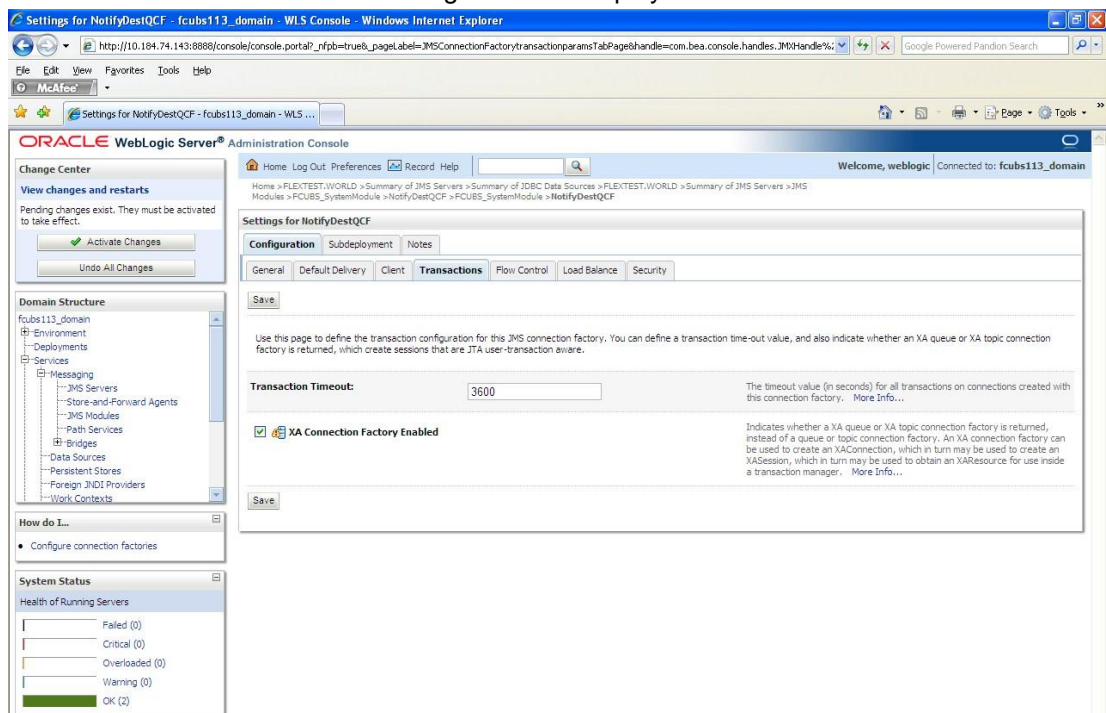 Settings for NotifyDestQCF - fcubs113_domain - WLS Console - Windows Internet Explorer
http://10.184.74.143:8888/console/console.portal?_nfpb=true&_pageLabel=JMSConnectionFactorytransactionparamsTabPage&handle=com.bea.console.handles.JMXHandle%
Google Powered Pandion Search
File Edit View Favorites Tools Help
McAfee
Settings for NotifyDestQCF - fcubs113_domain - WLS ...
Page Tools »
ORACLE WebLogic Server® Administration Console
Change Center
View changes and restarts
Pending changes exist. They must be activated
to take effect.
Activate Changes
Undo All Changes
Domain Structure
fcubs113_domain
Environment
Deployments
Services
Messaging
JMS Servers
Store-and-Forward Agents
JMS Modules
Path Services
Bridges
Data Sources
Persistent Stores
Foreign JNDI Providers
Work Contexts
How do I...
Configure connection factories
System Status
Health of Running Servers
Failed (0)
Critical (0)
Overloaded (0)
Warning (0)
OK (2)
Home Log Out Preferences Record Help
Welcome, weblogic Connected to: fcubs113_domain
Home >FLEXTEST.WORLD >Summary of JMS Servers >Summary of JDBC Data Sources >FLEXTEST.WORLD >Summary of JMS Servers >JMS
Modules >FCUBS_SystemModule >NotifyDestQCF >FCUBS_SystemModule >NotifyDestQCF
Settings for NotifyDestQCF
Configuration Subdeployment Notes
General Default Delivery Client Transactions Flow Control Load Balance Security
Save
Use this page to define the transaction configuration for this JMS connection factory. You can define a transaction time-out value, and also indicate whether an XA queue or XA topic connection
factory is returned, which create sessions that are JTA user-transaction aware.
Transaction Timeout:
3600
The timeout value (in seconds) for all transactions on connections created with
this connection factory. More Info...
XA Connection Factory Enabled
Indicates whether a XA queue or XA topic connection factory is returned,
instead of a queue or topic connection factory. An XA connection factory can
be used to create an XAConnection, which in turn may be used to create an
XASession, which in turn may be used to obtain an XAResource for use inside
a transaction manager. More Info...
Save